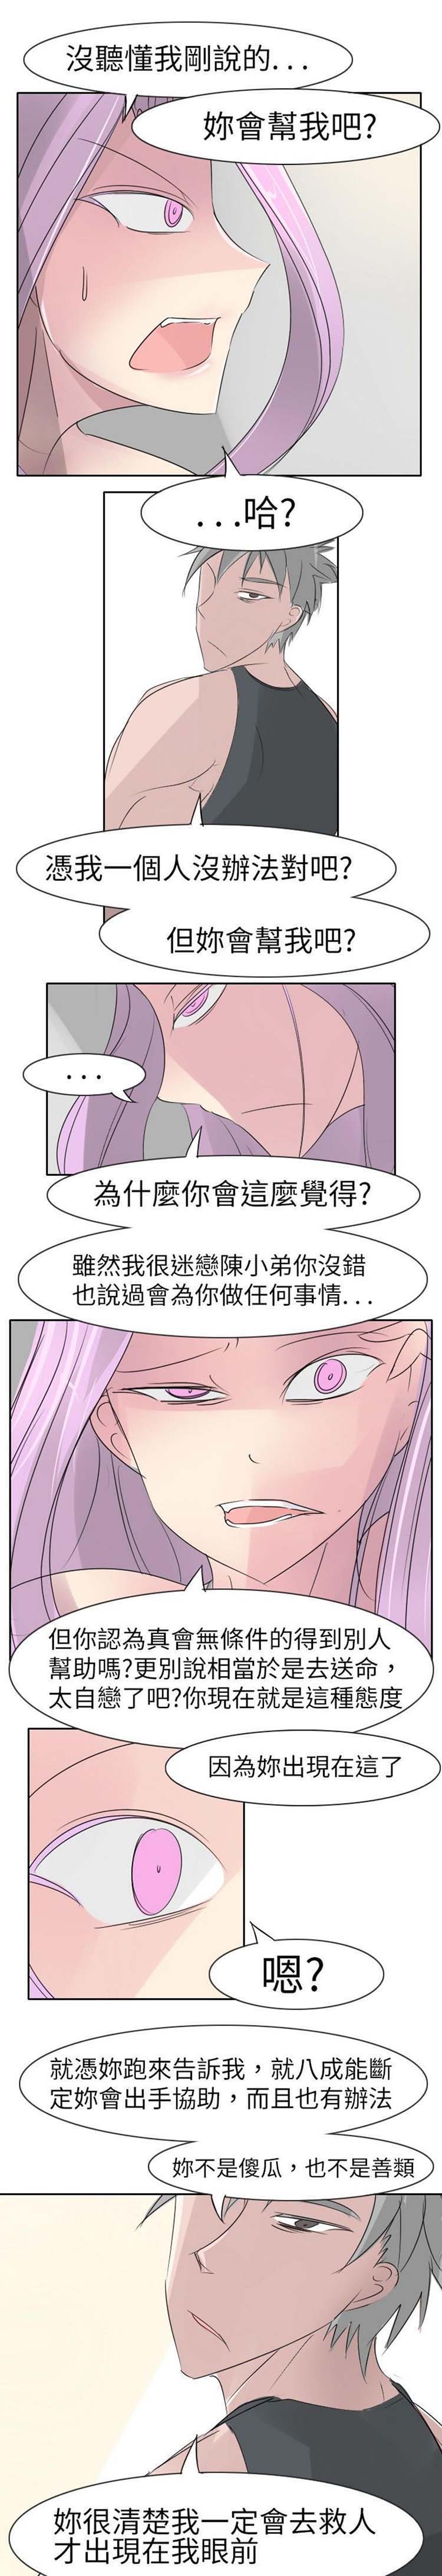 沒聽懂我剛說的...
妳會幫我吧?
...哈?
憑我一個人沒辦法對吧?
但妳會幫我吧?
...
為什麼你會這麼覺得?
雖然我很迷戀陳小弟你沒錯
也說過會為你做任何事情...
但你認為真會無條件的得到別人
幫助嗎?更別說相當於是去送命，
太自戀了吧?你現在就是這種態度
因為妳出現在這了
嗯?
就憑妳跑來告訴我，就八成能斷
定妳會出手協助，而且也有辦法
妳不是傻瓜，也不是善類
妳很清楚我一定會去救人
才出現在我眼前